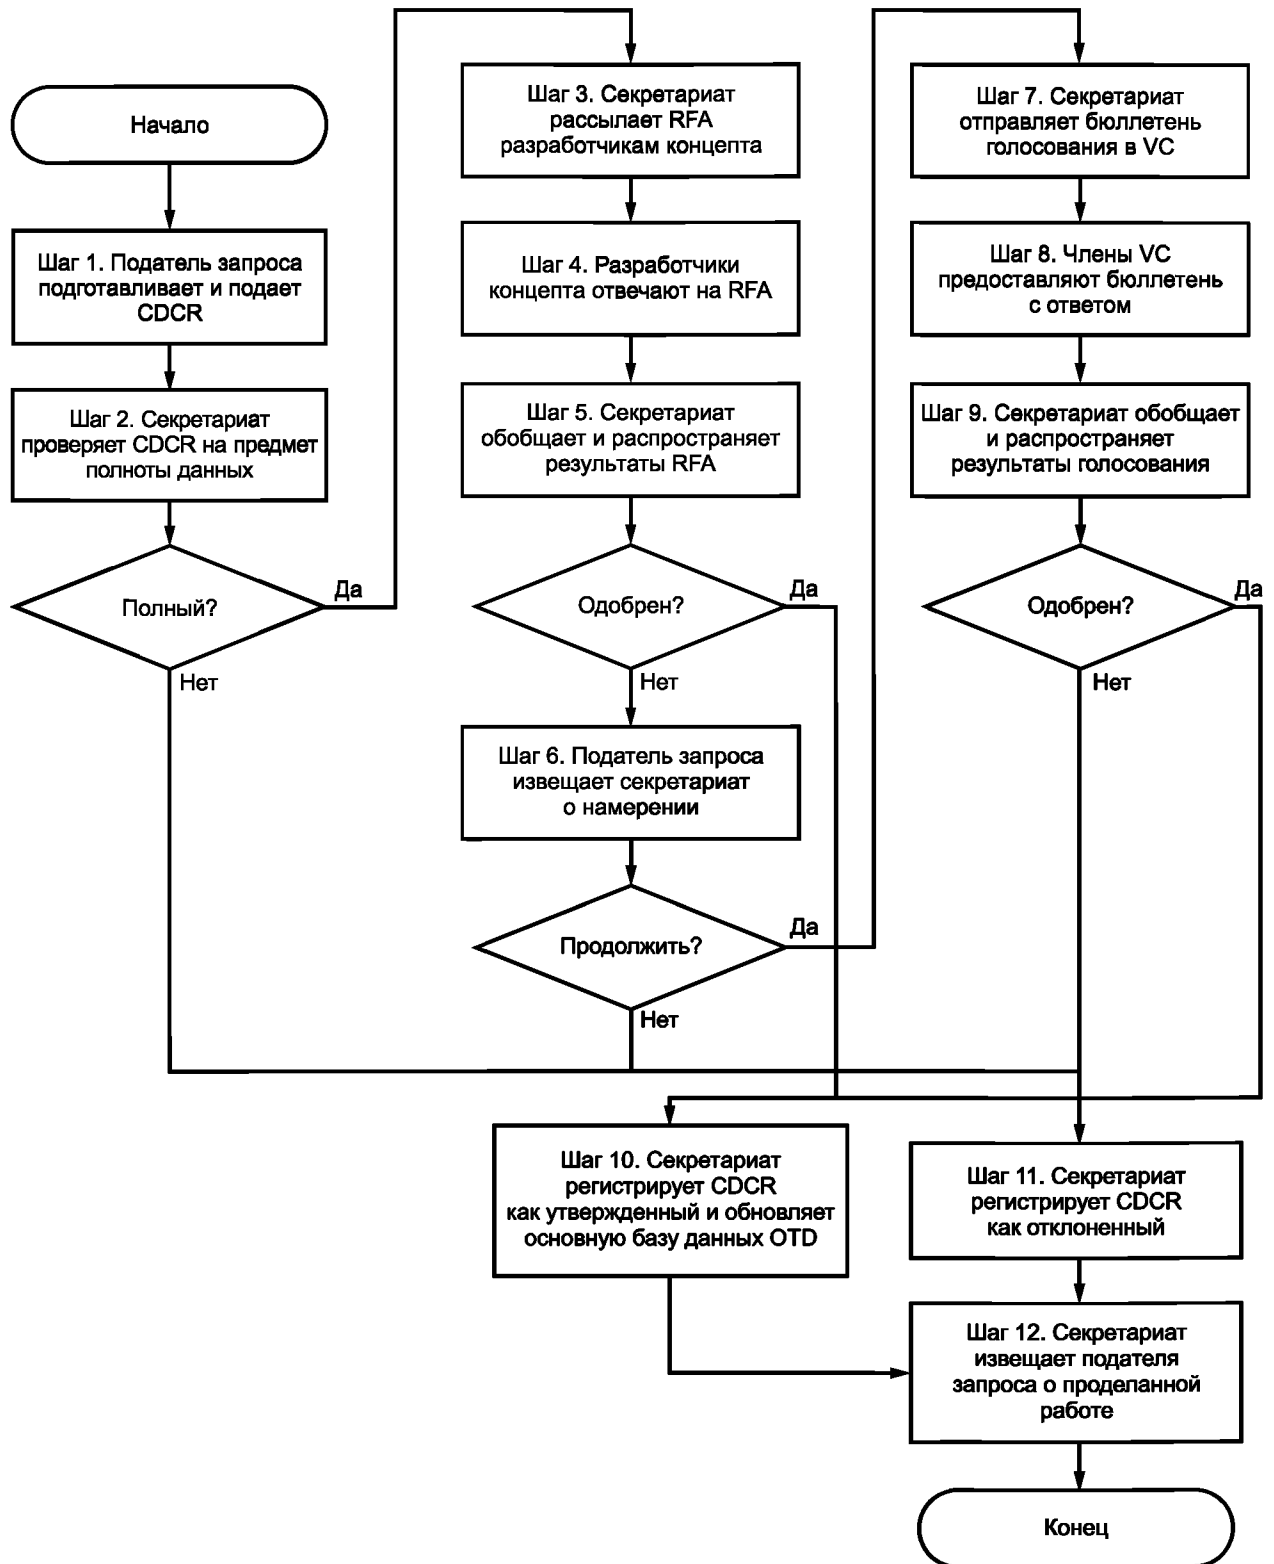 Начало
Шаг 1. Податель запроса
подготавливает и подает
CDCR
Шаг 2. Секретариат
проверяет CDCR на предмет
полноты данных
Полный?
Да
Нет
Шаг 3. Секретариат
рассылает RFA
разработчикам концепта
Шаг 4. Разработчики
концепта отвечают на RFA
Шаг 5. Секретариат
обобщает и распространяет
результаты RFA
Одобрен?
Да
Нет
Шаг 6. Податель запроса
извещает секретариат
о намерении
Продолжить?
Да
Нет
Шаг 7. Секретариат
отправляет бюллетень
голосования в VC
Шаг 8. Члены VC
предоставляют бюллетень
с ответом
Шаг 9. Секретариат обобщает
и распространяет
результаты голосования
Одобрен?
Да
Нет
Шаг 10. Секретариат
регистрирует CDCR
как утвержденный и обновляет
основную базу данных OTD
Шаг 11. Секретариат
регистрирует CDCR
как отклоненный
Шаг 12. Секретариат
извещает подателя
запроса о проделанной
работе
Конец